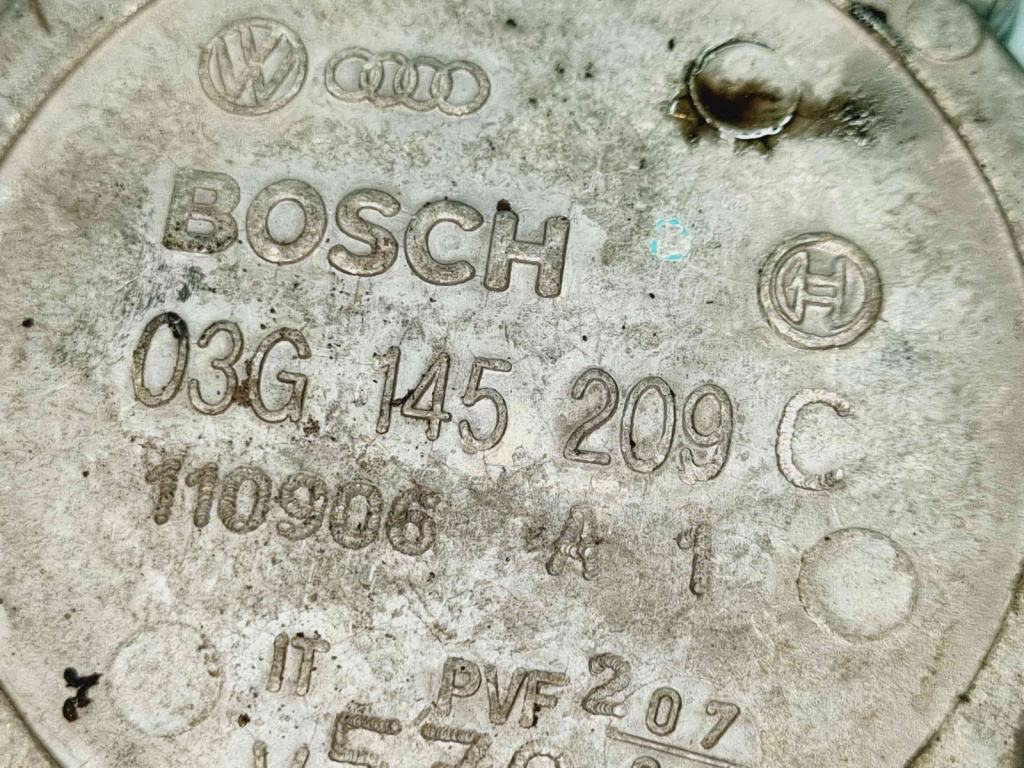 BOSCH
03G 145 209 C
110906 A 1
IT PVF 2 07